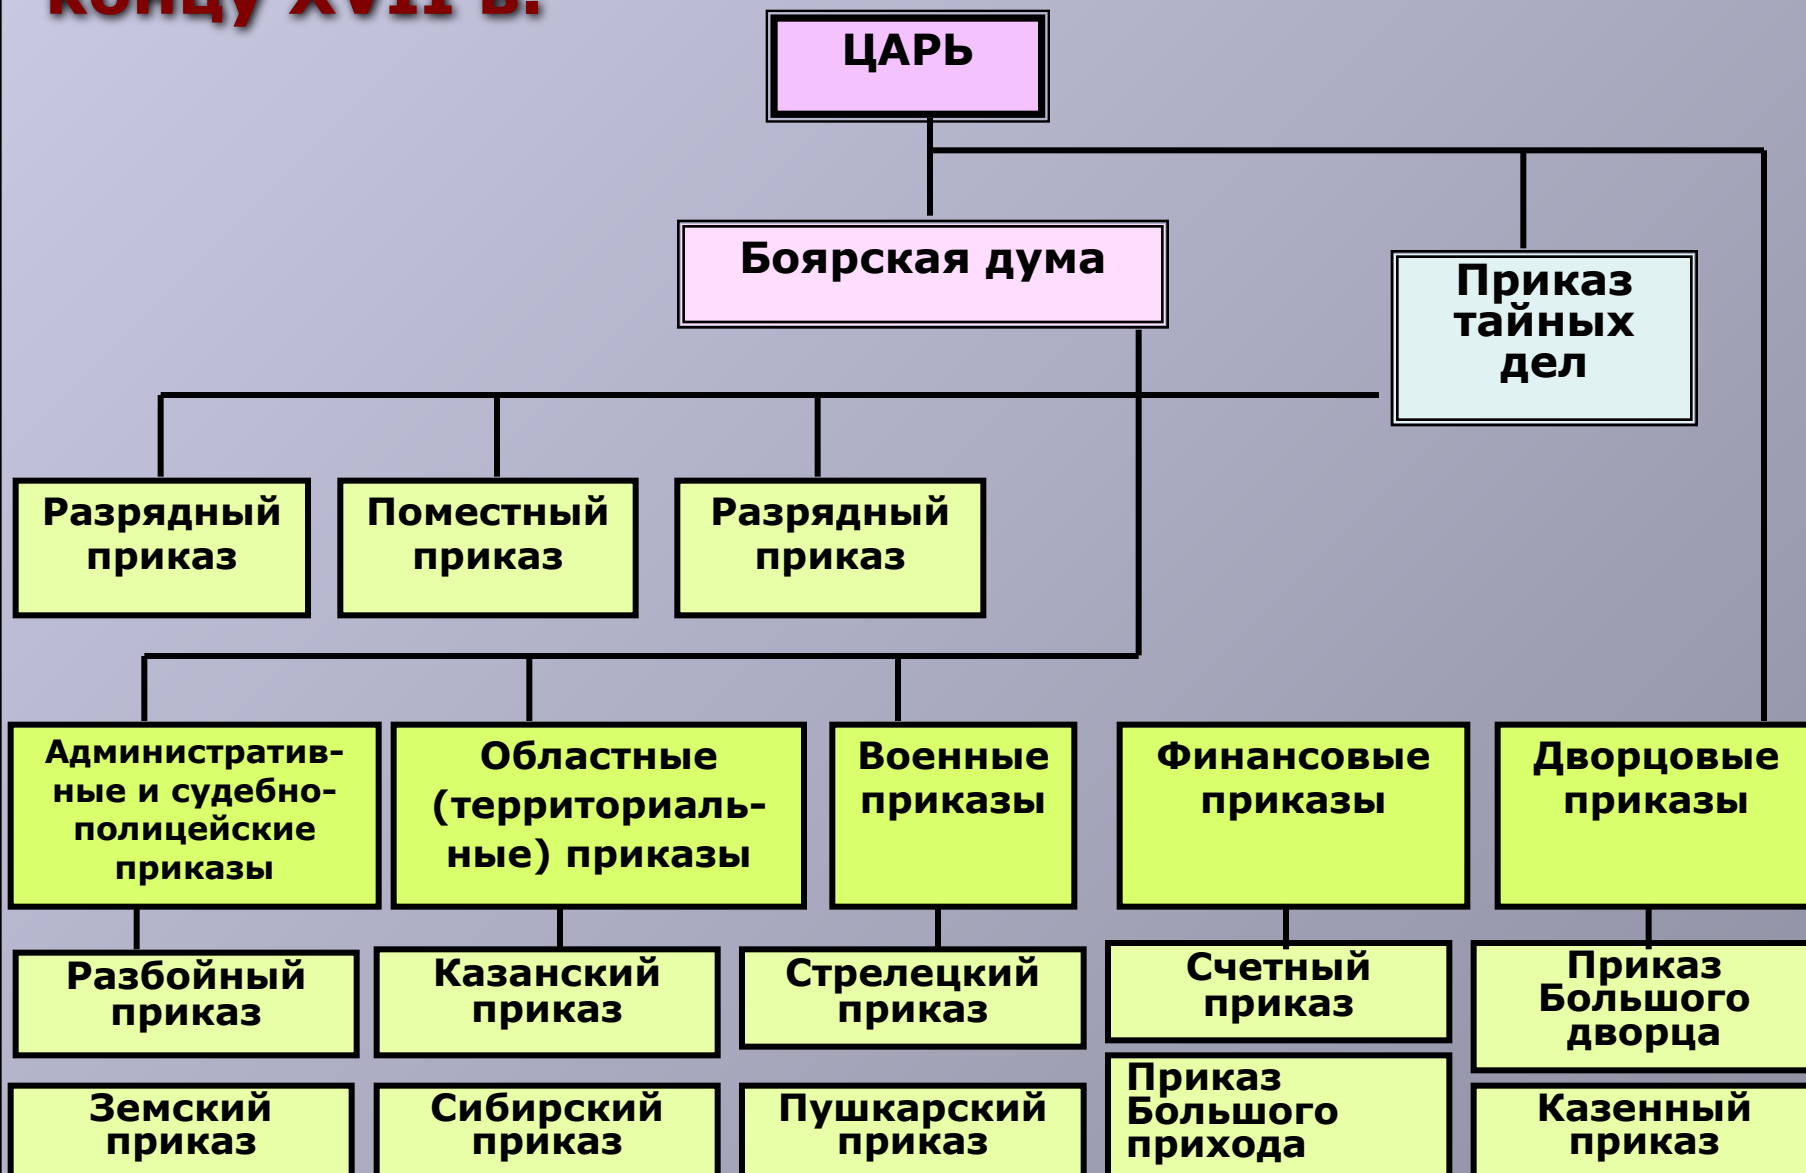 концу XVII в.
ЦАРЬ
Боярская дума
Приказ
тайных
дел
Разрядный
приказ
Поместный
приказ
Разрядный
приказ
Административ-
ные и судебно-
полицейские
приказы
Областные
(территориаль-
ные) приказы
Военные
приказы
Финансовые
приказы
Дворцовые
приказы
Разбойный
приказ
Казанский
приказ
Стрелецкий
приказ
Счетный
приказ
Приказ
Большого
дворца
Земский
приказ
Сибирский
приказ
Пушкарский
приказ
Приказ
Большого
прихода
Казенный
приказ